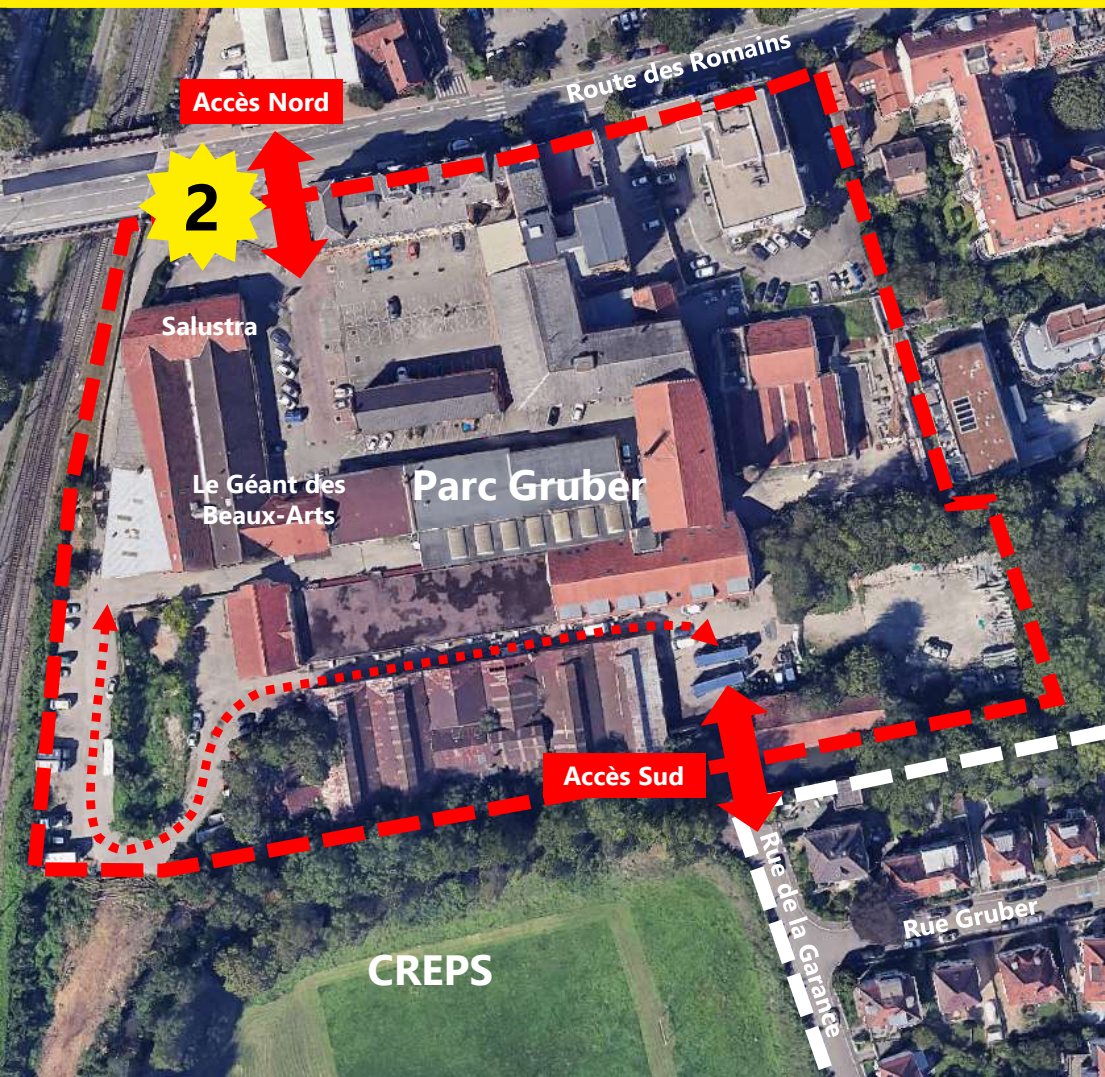 Route des Romains
Accès Nord
2
Salustra
Le Géant des
Beaux-Arts
Parc Gruber
Accès Sud
Rue de la Garance
Rue Gruber
CREPS